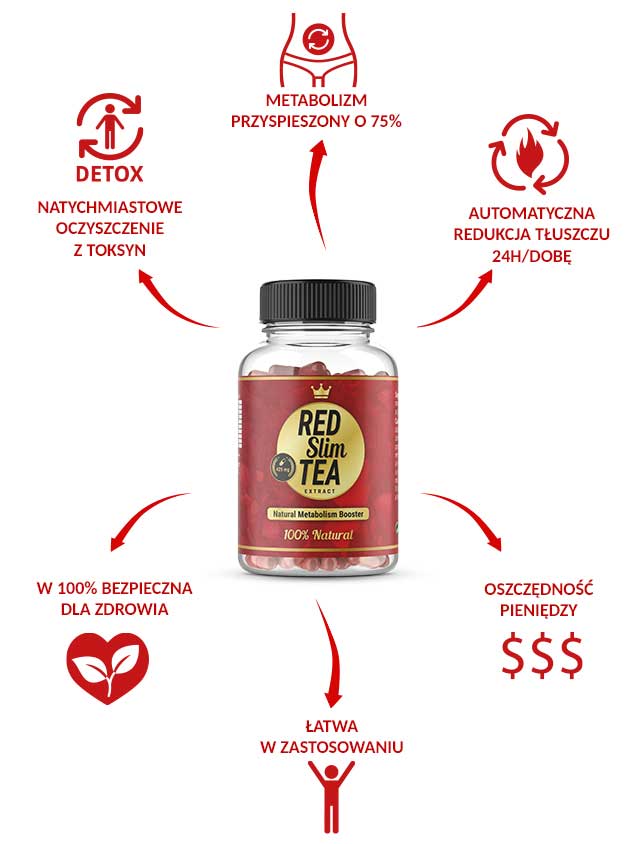 METABOLIZM
PRZYSPIESZONY O 75%
DETOX
NATYCHMIASTOWE
OCZYSZCZENIE
Z TOKSYN
AUTOMATYCZNA
REDUKCJA TŁUSZCZU
24H/DOBĘ
RED
Slim
TEA
EXTRACT
Natural Metabolism Booster
100% Natural
W 100% BEZPIECZNA
DLA ZDROWIA
OSZCZĘDNOŚĆ
PIENIĘDZY
$$$
ŁATWA
W ZASTOSOWANIU